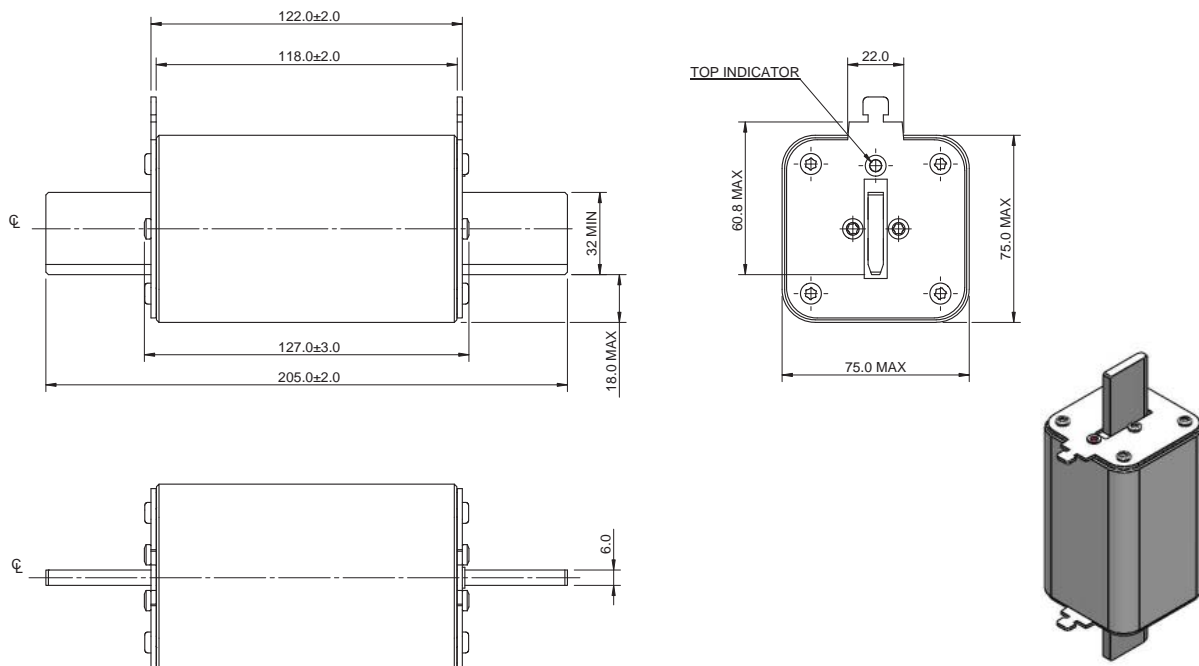 122.0±2.0
118.0±2.0
22.0
TOP INDICATOR
60.8 MAX
75.0 MAX
32 MIN
℄
127.0±3.0
18.0 MAX
75.0 MAX
205.0±2.0
6.0
℄